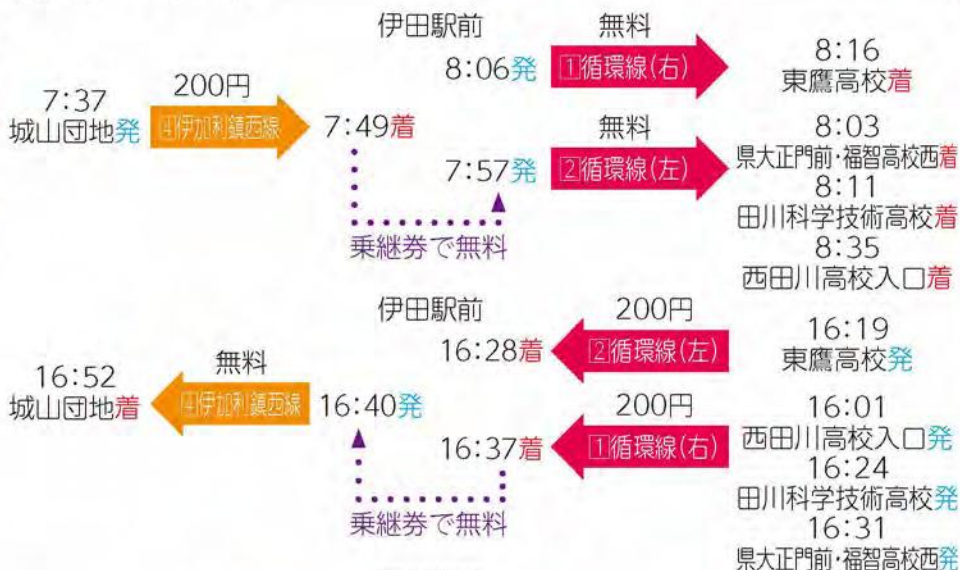 伊田駅前
無料
8:06発
①循環線(右)
8:16
東鷹高校着
7:37
城山団地発
200円
④伊加利鎮西線
7:49着
無料
7:57発
②循環線(左)
8:03
県大正門前・福智高校西着
8:11
田川科学技術高校着
8:35
西田川高校入口着
乗継券で無料
伊田駅前
200円
16:28着
②循環線(左)
16:19
東鷹高校発
16:52
城山団地着
無料
④伊加利鎮西線
16:40発
200円
16:37着
①循環線(右)
16:01
西田川高校入口発
16:24
田川科学技術高校発
16:31
県大正門前・福智高校西発
乗継券で無料